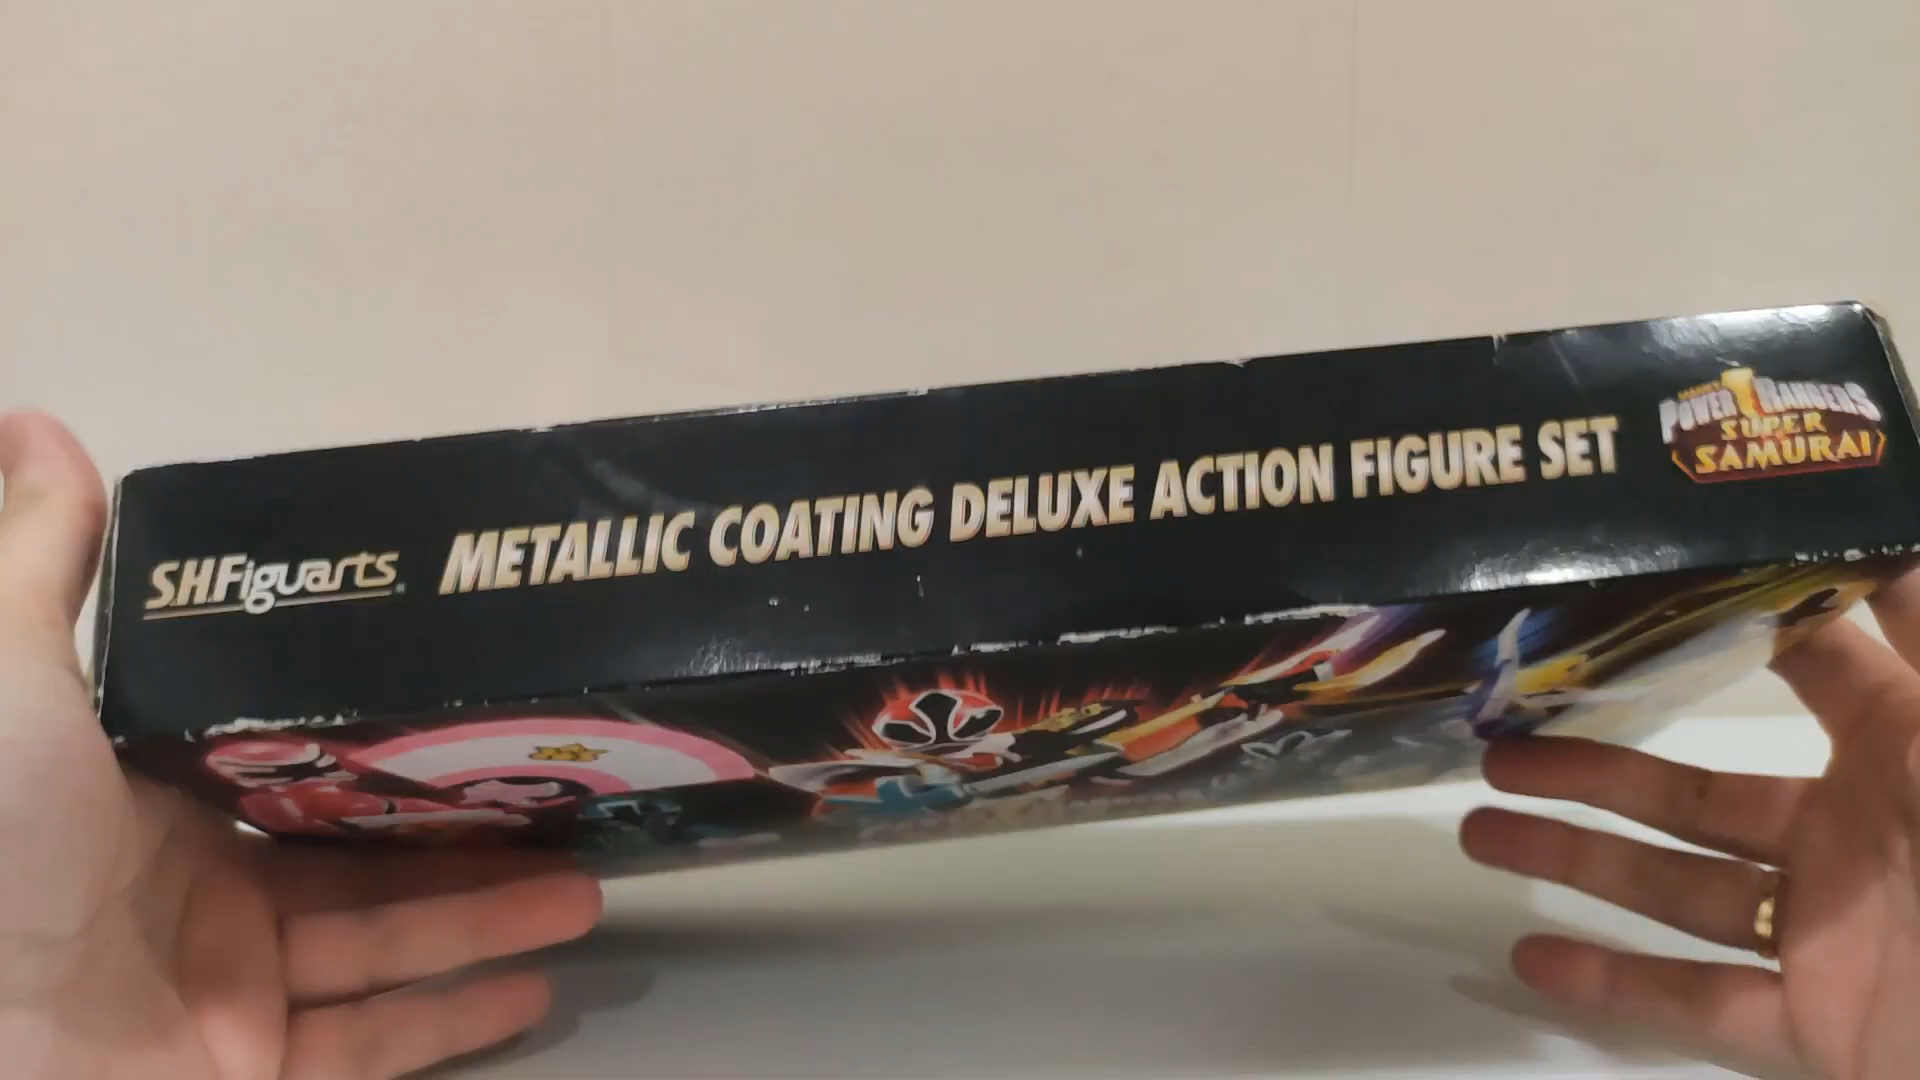 S.H.Figuarts
METALLIC COATING DELUXE ACTION FIGURE SET
POWER RANGERS
SUPER
SAMURAI